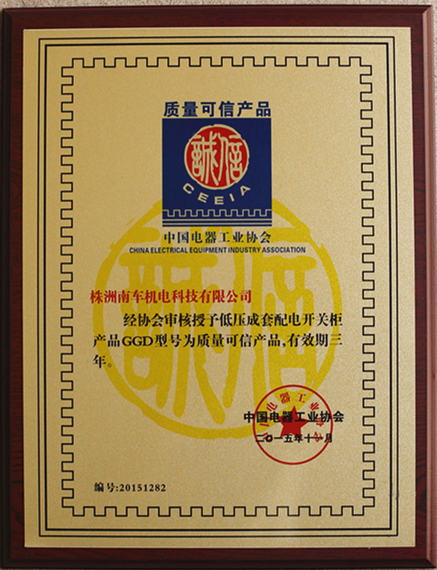 质量可信产品
誠信
CEEIA
中国电器工业协会
CHINA ELECTRICAL EQUIPMENT INDUSTRY ASSOCIATION
株洲南车机电科技有限公司
经协会审核授予低压成套配电开关柜
产品GGD型号为质量可信产品,有效期三
年。
中国电器工业协会
二〇一五年十一月
编号:20151282